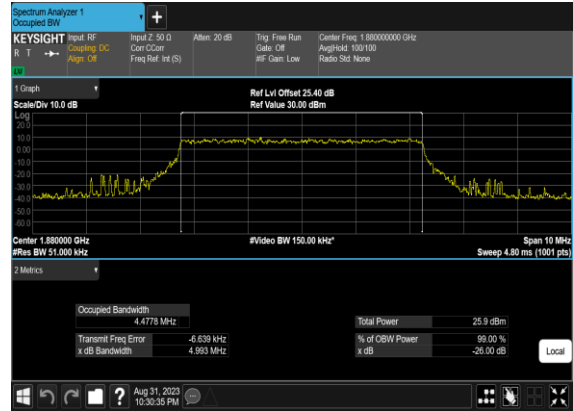 Spectrum Analyzer 1
Occupied BW
KEYSIGHT
R T
LM
Input: RF
Coupling: DC
Align: Off
Input Z: 50 Ω
Corr CCorr
Freq Ref: Int (S)
Atten: 20 dB
Trig: Free Run
Gate: Off
#IF Gain: Low
Center Freq: 1.880000000 GHz
Avg|Hold: 100/100
Radio Std: None
1 Graph
Scale/Div 10.0 dB
Ref Lvl Offset 25.40 dB
Ref Value 30.00 dBm
Log
20.0
10.0
0.00
-10.0
-20.0
-30.0
-40.0
-50.0
-60.0
Center 1.880000 GHz
#Video BW 150.00 kHz*
Span 10 MHz
#Res BW 51.000 kHz
Sweep 4.80 ms (1001 pts)
2 Metrics
Occupied Bandwidth
4.4778 MHz
Total Power 25.9 dBm
Transmit Freq Error -6.639 kHz
% of OBW Power 99.00 %
x dB Bandwidth 4.993 MHz
x dB -26.00 dB
Local
?
Aug 31, 2023
10:30:35 PM